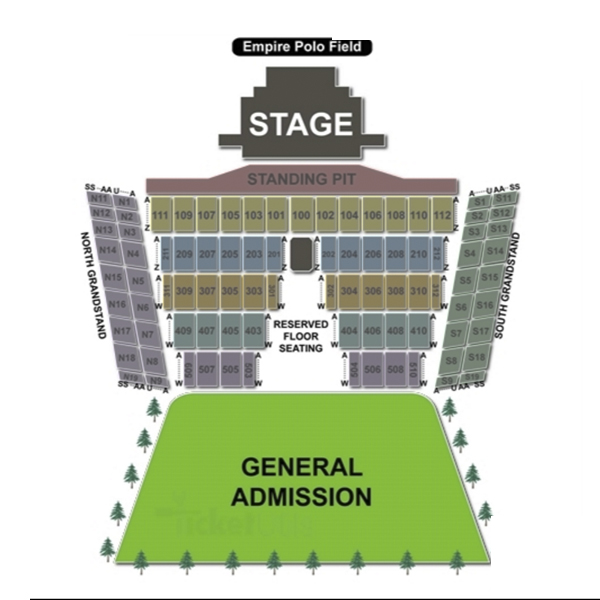 Empire Polo Field
STAGE
STANDING PIT
SS AA U A
A U AA SS
N11 N1
N12 N2
N13 N3
N14 N4
N15 N5
N16 N6
N17 N7
N18 N8
N19 N9
SS AA U A
NORTH GRANDSTAND
A Z 111 109 107 105 103 101 100 102 104 106 108 110 112 A Z
A Z 211 209 207 205 203 201 A Z
A Z 202 204 206 208 210 212 A Z
A W 309 307 305 303 301 A W
A W 302 304 306 308 310 312 A W
A W 409 407 405 403 A W
RESERVED
FLOOR
SEATING
A W 404 406 408 410 A W
A W 509 507 505 503 A W
A W 504 506 508 510 A W
S1 S11
S2 S12
S3 S13
S4 S14
S5 S15
S6 S16
S7 S17
S8 S18
S9 S19
A U AA SS
SOUTH GRANDSTAND
GENERAL
ADMISSION